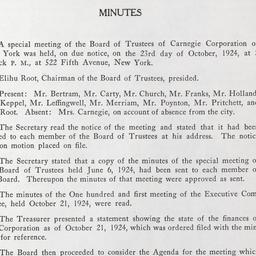 MINUTES
A special meeting of the Board of Trustees of Carnegie Corporation o
York was held, on due notice, on the 23rd day of October, 1924, at
ck P. M., at 522 Fifth Avenue, New York.
Elihu Root, Chairman of the Board of Trustees, presided.
Present: Mr. Bertram, Mr. Carty, Mr. Church, Mr. Franks, Mr. Holland
Keppel, Mr. Leffingwell, Mr. Merriam, Mr. Poynton, Mr. Pritchett, and
Root. Absent: Mrs. Carnegie, on account of absence from the city.
The Secretary read the notice of the meeting and stated that it had been
ed to each member of the Board of Trustees at his address. The notic
on motion placed on file.
The Secretary stated that a copy of the minutes of the special meeting o
Board of Trustees held June 6, 1924, had been sent to each member of
Board. Thereupon the minutes of that meeting were approved as sent.
The minutes of the One hundred and first meeting of the Executive Com
ee, held October 21, 1924, were read.
The Treasurer presented a statement showing the state of the finances o
Corporation as of October 21, 1924, which was ordered filed with the min
for reference.
The Board then proceeded to consider the Agenda for the meeting whic